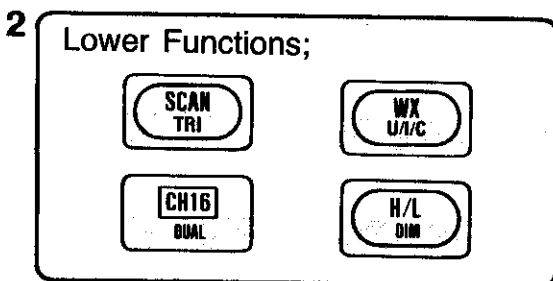 2
Lower Functions;
SCAN
TRI
WX
U/I/C
CH16
DUAL
H/L
DIM